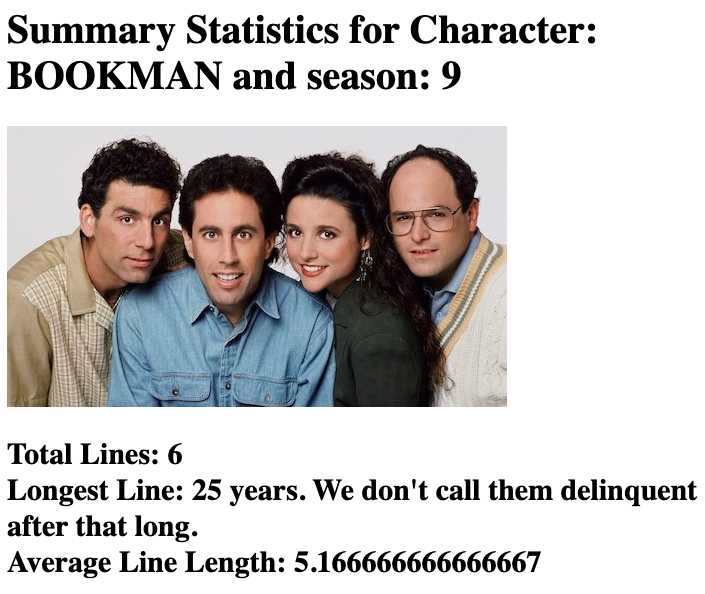 Summary Statistics for Character:
BOOKMAN and season: 9
Total Lines: 6
Longest Line: 25 years. We don't call them delinquent
after that long.
Average Line Length: 5.166666666666667